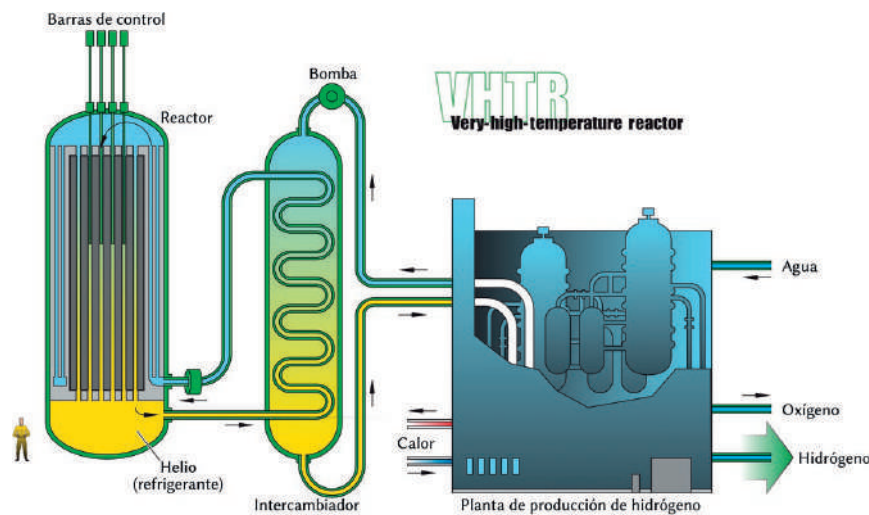 Barras de control
Bomba
VHTR
Very-high-temperature reactor
Reactor
Agua
Oxígeno
Calor
Hidrógeno
Helio
(refrigerante)
Intercambiador
Planta de producción de hidrógeno